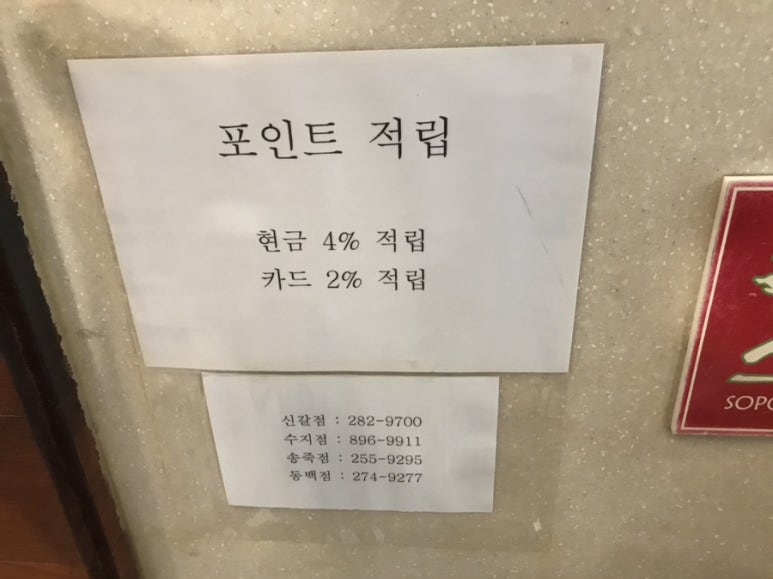 포인트 적립
현금 4% 적립
카드 2% 적립
신갈점 : 282-9700
수지점 : 896-9911
송죽점 : 255-9295
동백점 : 274-9277